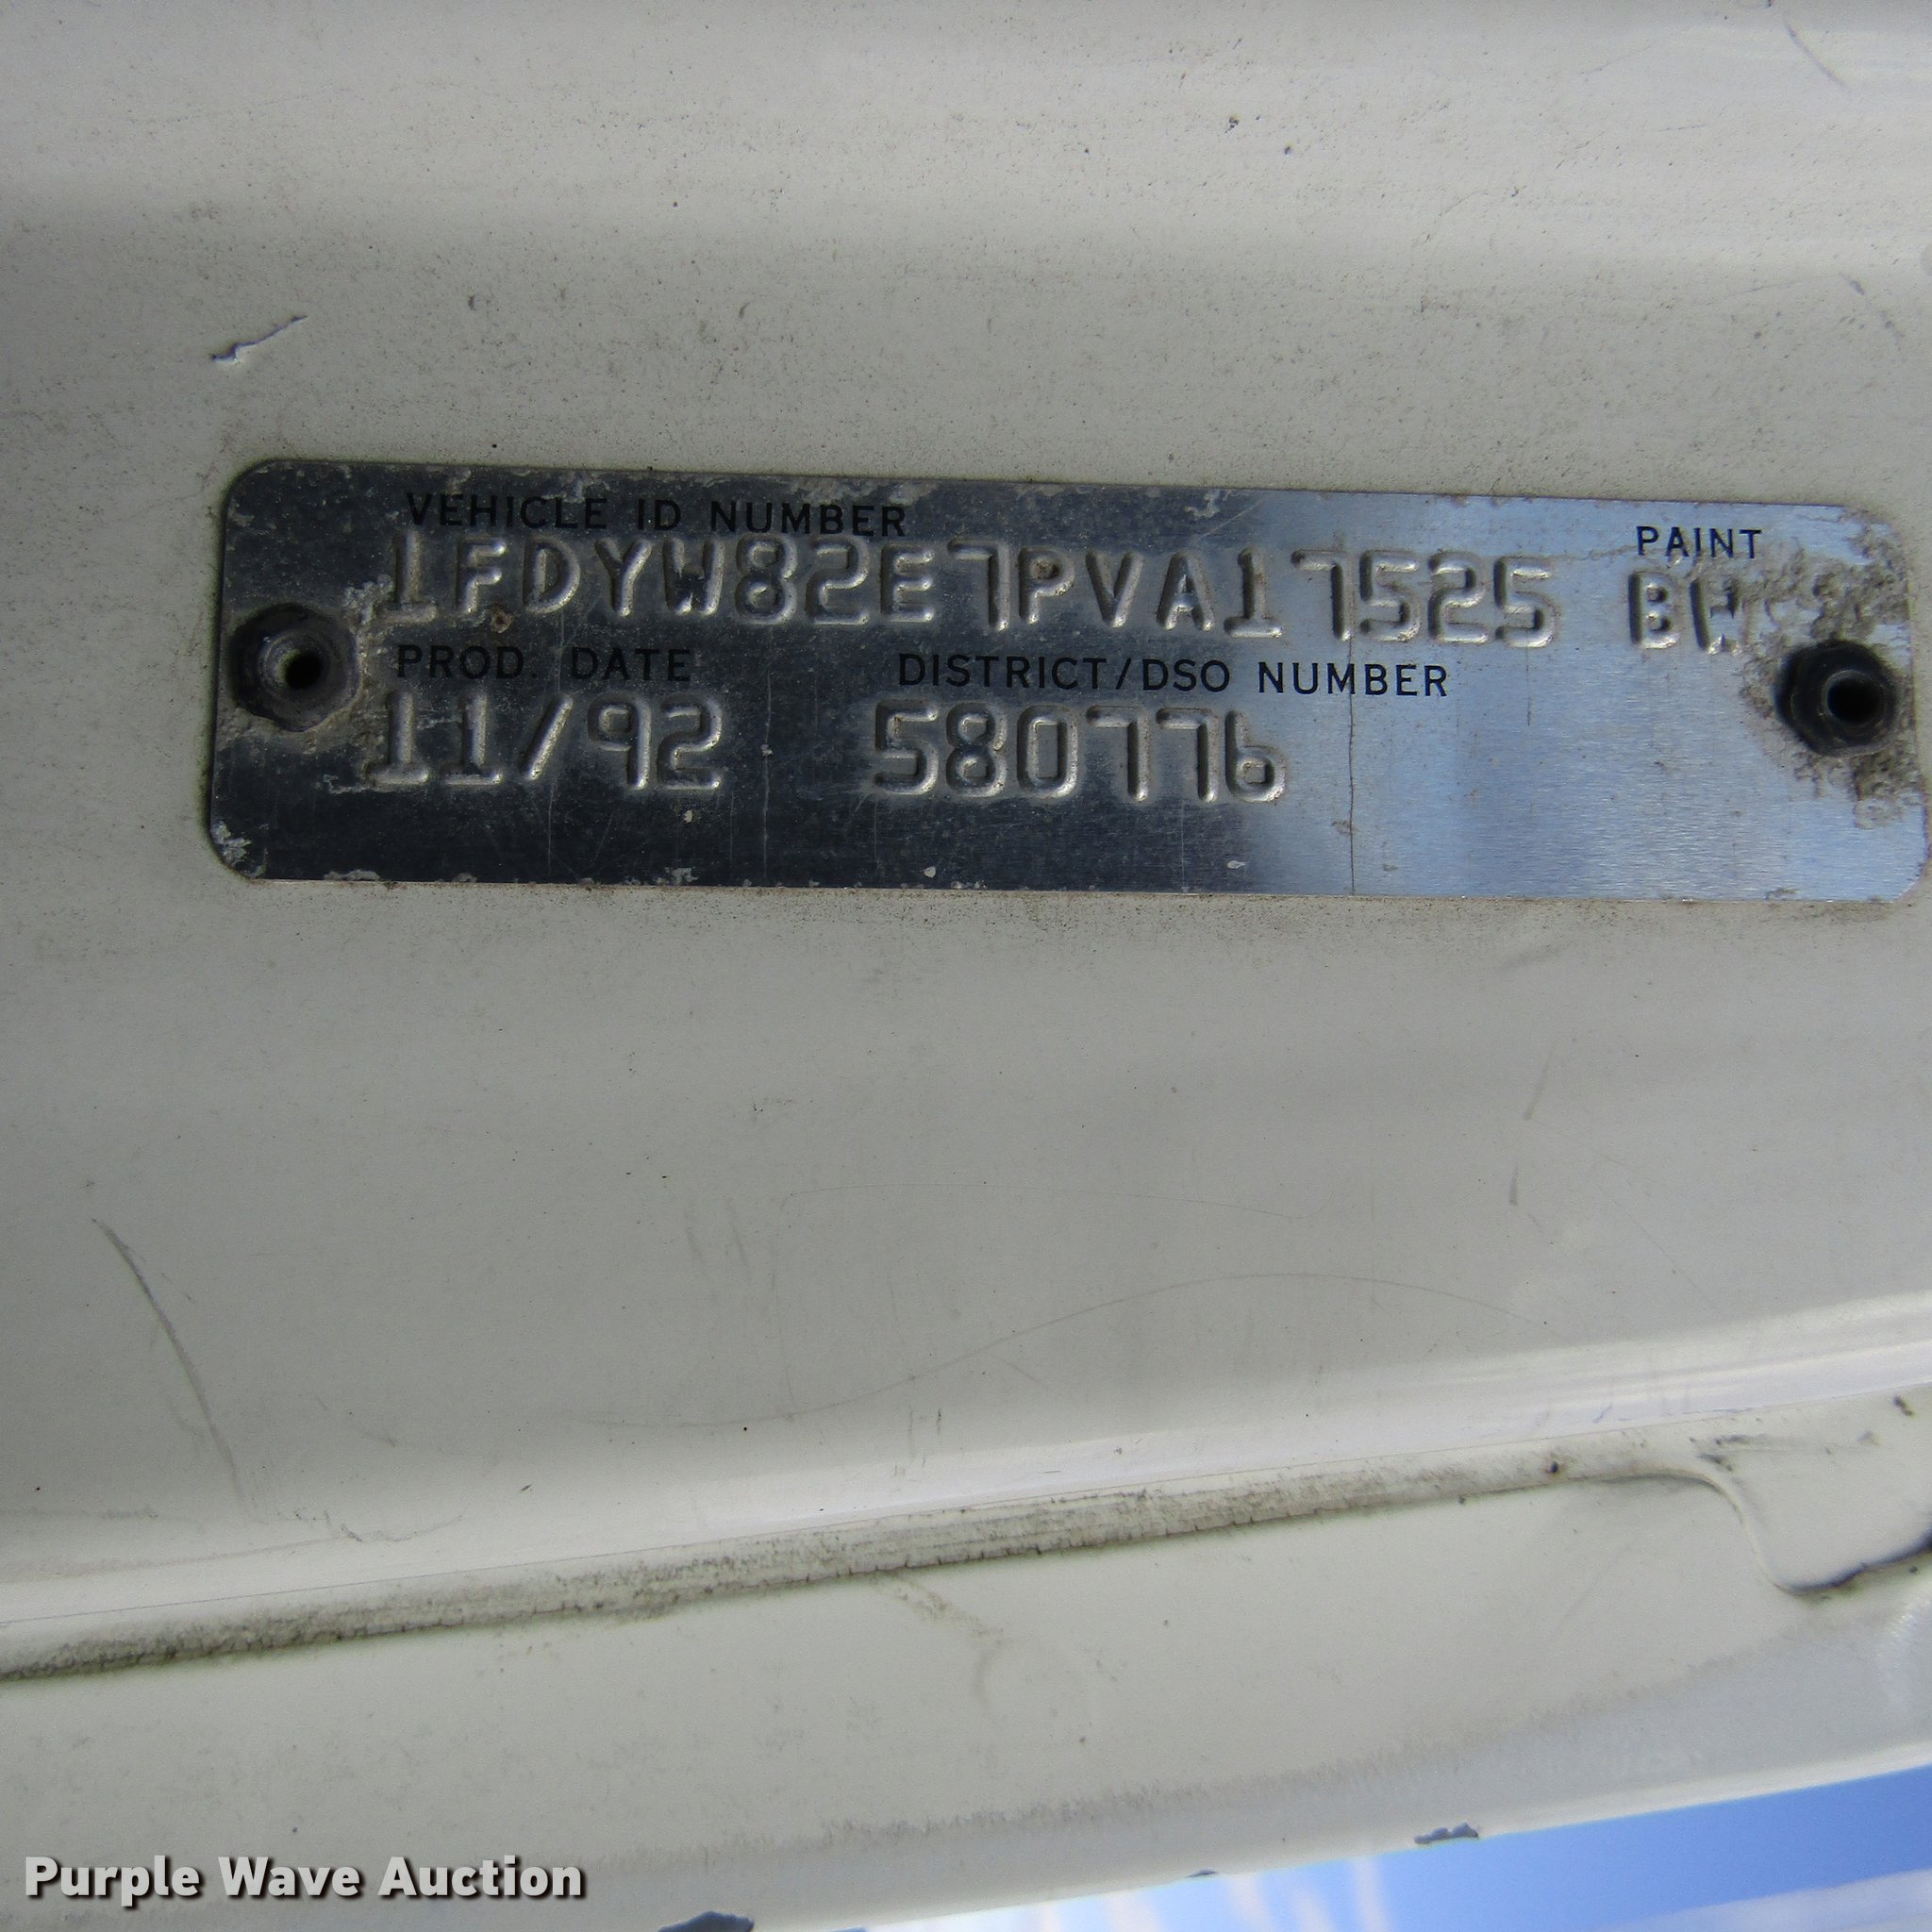 VEHICLE ID NUMBER PAINT
1FDYW82E7PVA17525 BW
PROD. DATE DISTRICT/DSO NUMBER
11/92 580776
Purple Wave Auction